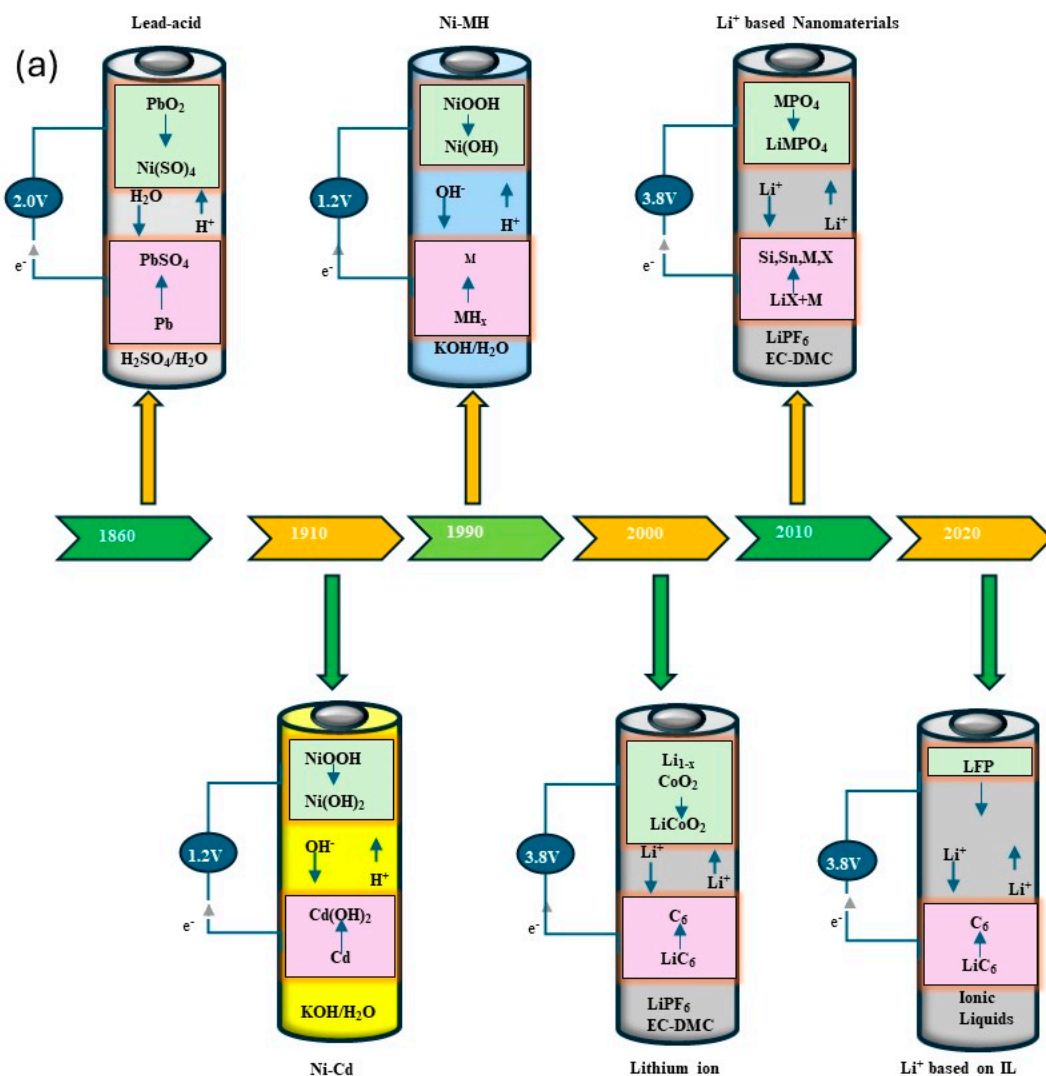 Lead-acid
Ni-MH
Li⁺ based Nanomaterials
(a)
PbO₂
Ni(SO)₄
H₂O
H⁺
2.0V
e⁻
PbSO₄
Pb
H₂SO₄/H₂O
NiOOH
Ni(OH)
OH⁻
H⁺
1.2V
e⁻
M
MHₓ
KOH/H₂O
MPO₄
LiMPO₄
Li⁺
Li⁺
3.8V
e⁻
Si,Sn,M,X
LiX+M
LiPF₆
EC-DMC
1860
1910
1990
2000
2010
2020
NiOOH
Ni(OH)₂
OH⁻
H⁺
1.2V
e⁻
Cd(OH)₂
Cd
KOH/H₂O
Ni-Cd
Li₁₋ₓ
CoO₂
LiCoO₂
Li⁺
Li⁺
3.8V
e⁻
C₆
LiC₆
LiPF₆
EC-DMC
Lithium ion
LFP
Li⁺
Li⁺
3.8V
e⁻
C₆
LiC₆
Ionic
Liquids
Li⁺ based on IL